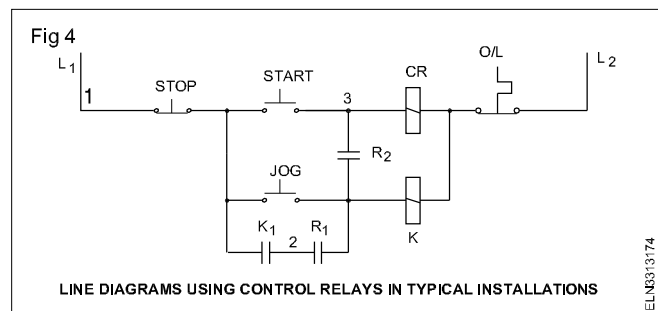 Fig 4
L1
1
STOP
START
3
CR
O/L
L2
R2
JOG
K1
2
R1
K
LINE DIAGRAMS USING CONTROL RELAYS IN TYPICAL INSTALLATIONS
ELN3313174